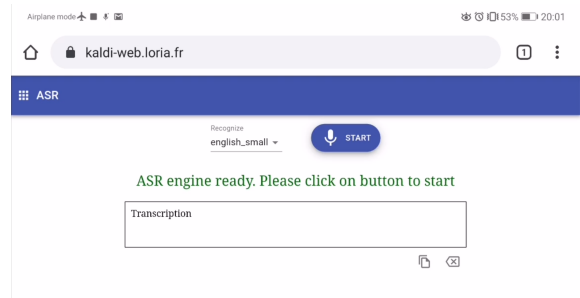 Airplane mode 53% 20:01
kaldi-web.loria.fr 1
ASR
Recognize
english_small START
ASR engine ready. Please click on button to start
Transcription